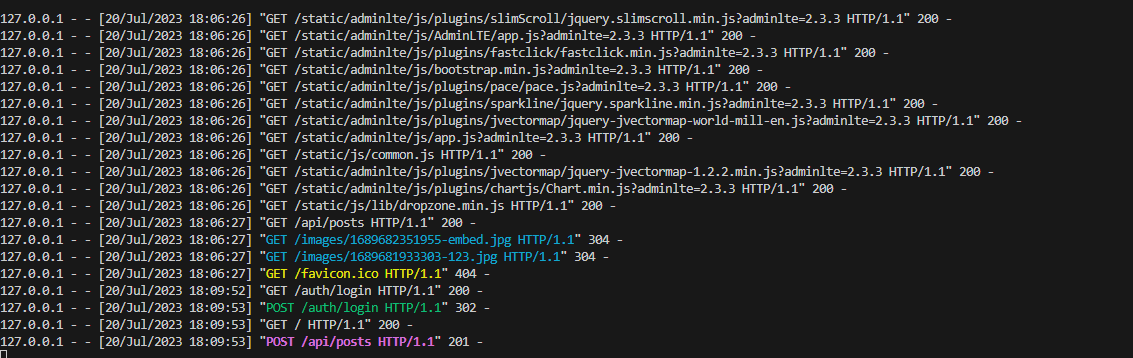 127.0.0.1 - - [20/Jul/2023 18:06:26] "GET /static/adminlte/js/plugins/slimScroll/jquery.slimscroll.min.js?adminlte=2.3.3 HTTP/1.1" 200 -
127.0.0.1 - - [20/Jul/2023 18:06:26] "GET /static/adminlte/js/AdminLTE/app.js?adminlte=2.3.3 HTTP/1.1" 200 -
127.0.0.1 - - [20/Jul/2023 18:06:26] "GET /static/adminlte/js/plugins/fastclick/fastclick.min.js?adminlte=2.3.3 HTTP/1.1" 200 -
127.0.0.1 - - [20/Jul/2023 18:06:26] "GET /static/adminlte/js/bootstrap.min.js?adminlte=2.3.3 HTTP/1.1" 200 -
127.0.0.1 - - [20/Jul/2023 18:06:26] "GET /static/adminlte/js/plugins/pace/pace.js?adminlte=2.3.3 HTTP/1.1" 200 -
127.0.0.1 - - [20/Jul/2023 18:06:26] "GET /static/adminlte/js/plugins/sparkline/jquery.sparkline.min.js?adminlte=2.3.3 HTTP/1.1" 200 -
127.0.0.1 - - [20/Jul/2023 18:06:26] "GET /static/adminlte/js/plugins/jvectormap/jquery-jvectormap-world-mill-en.js?adminlte=2.3.3 HTTP/1.1" 200 -
127.0.0.1 - - [20/Jul/2023 18:06:26] "GET /static/adminlte/js/app.js?adminlte=2.3.3 HTTP/1.1" 200 -
127.0.0.1 - - [20/Jul/2023 18:06:26] "GET /static/js/common.js HTTP/1.1" 200 -
127.0.0.1 - - [20/Jul/2023 18:06:26] "GET /static/adminlte/js/plugins/jvectormap/jquery-jvectormap-1.2.2.min.js?adminlte=2.3.3 HTTP/1.1" 200 -
127.0.0.1 - - [20/Jul/2023 18:06:26] "GET /static/adminlte/js/plugins/chartjs/Chart.min.js?adminlte=2.3.3 HTTP/1.1" 200 -
127.0.0.1 - - [20/Jul/2023 18:06:26] "GET /static/js/lib/dropzone.min.js HTTP/1.1" 200 -
127.0.0.1 - - [20/Jul/2023 18:06:27] "GET /api/posts HTTP/1.1" 200 -
127.0.0.1 - - [20/Jul/2023 18:06:27] "GET /images/1689682351955-embed.jpg HTTP/1.1" 304 -
127.0.0.1 - - [20/Jul/2023 18:06:27] "GET /images/1689681933303-123.jpg HTTP/1.1" 304 -
127.0.0.1 - - [20/Jul/2023 18:06:27] "GET /favicon.ico HTTP/1.1" 404 -
127.0.0.1 - - [20/Jul/2023 18:09:52] "GET /auth/login HTTP/1.1" 200 -
127.0.0.1 - - [20/Jul/2023 18:09:53] "POST /auth/login HTTP/1.1" 302 -
127.0.0.1 - - [20/Jul/2023 18:09:53] "GET / HTTP/1.1" 200 -
127.0.0.1 - - [20/Jul/2023 18:09:53] "POST /api/posts HTTP/1.1" 201 -